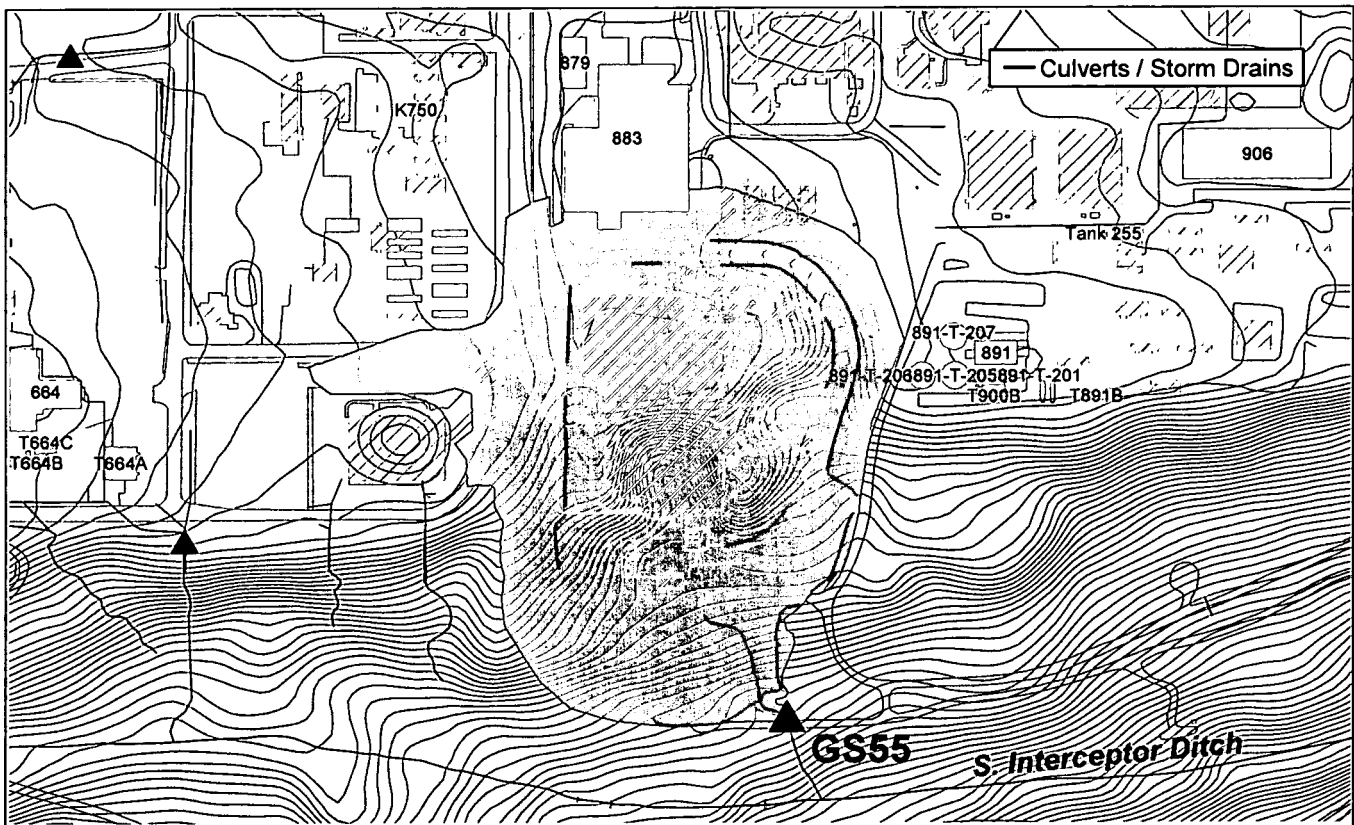 Culverts / Storm Drains
879
K750
883
906
Tank 255
891-T-207
891
891-T-206891-T-205891-T-201
T900B
T891B
664
T664C
T664B
T664A
GS55
S. Interceptor Ditch